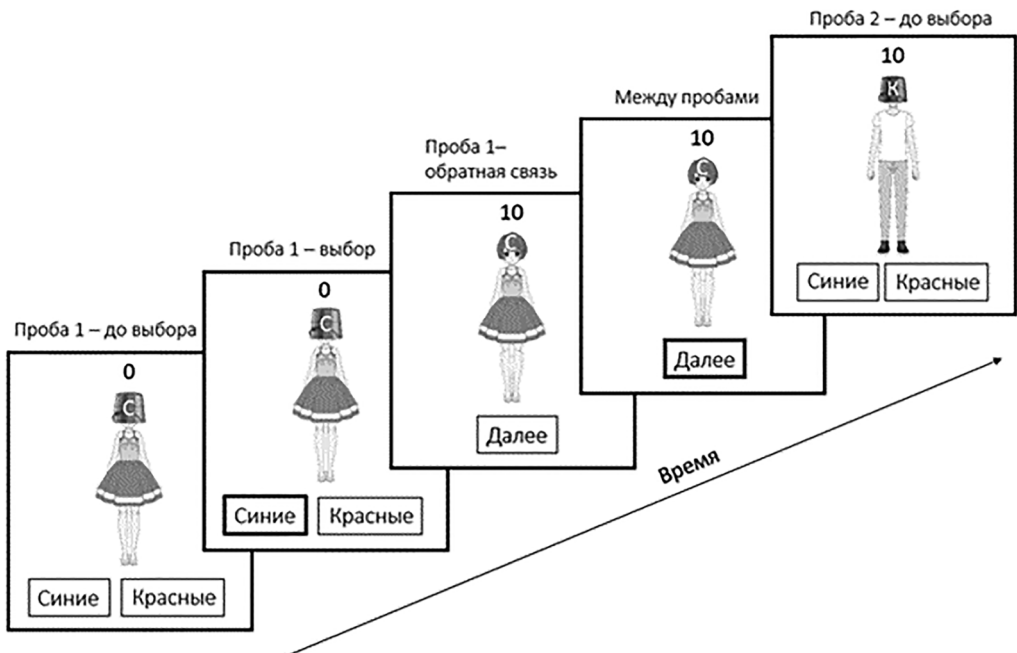 Проба 1 – до выбора
0
С
Синие
Красные
Проба 1 – выбор
0
С
Синие
Красные
Проба 1–
обратная связь
10
С
Далее
Между пробами
10
С
Далее
Проба 2 – до выбора
10
К
Синие
Красные
Время